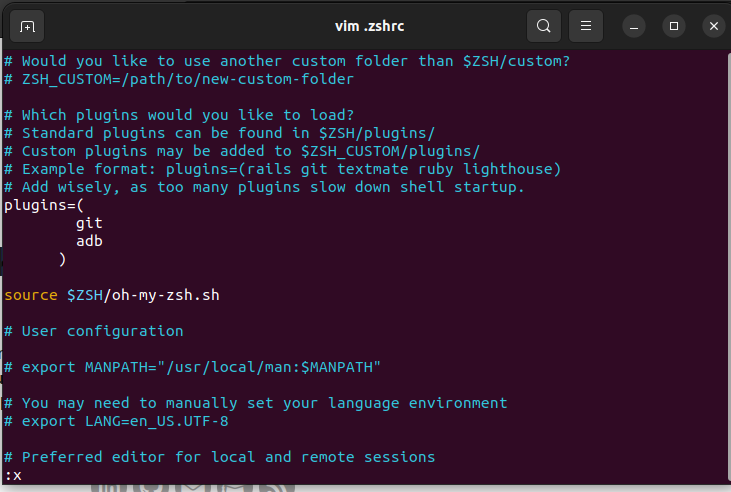 vim .zshrc
# Would you like to use another custom folder than $ZSH/custom?
# ZSH_CUSTOM=/path/to/new-custom-folder
# Which plugins would you like to load?
# Standard plugins can be found in $ZSH/plugins/
# Custom plugins may be added to $ZSH_CUSTOM/plugins/
# Example format: plugins=(rails git textmate ruby lighthouse)
# Add wisely, as too many plugins slow down shell startup.
plugins=(
        git
        adb
      )
source $ZSH/oh-my-zsh.sh
# User configuration
# export MANPATH="/usr/local/man:$MANPATH"
# You may need to manually set your language environment
# export LANG=en_US.UTF-8
# Preferred editor for local and remote sessions
:x